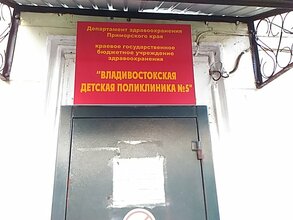 Департамент здравоохранения
Приморского края
краевое государственное
бюджетное учреждение
здравоохранения
"ВЛАДИВОСТОКСКАЯ
ДЕТСКАЯ ПОЛИКЛИНИКА №5"